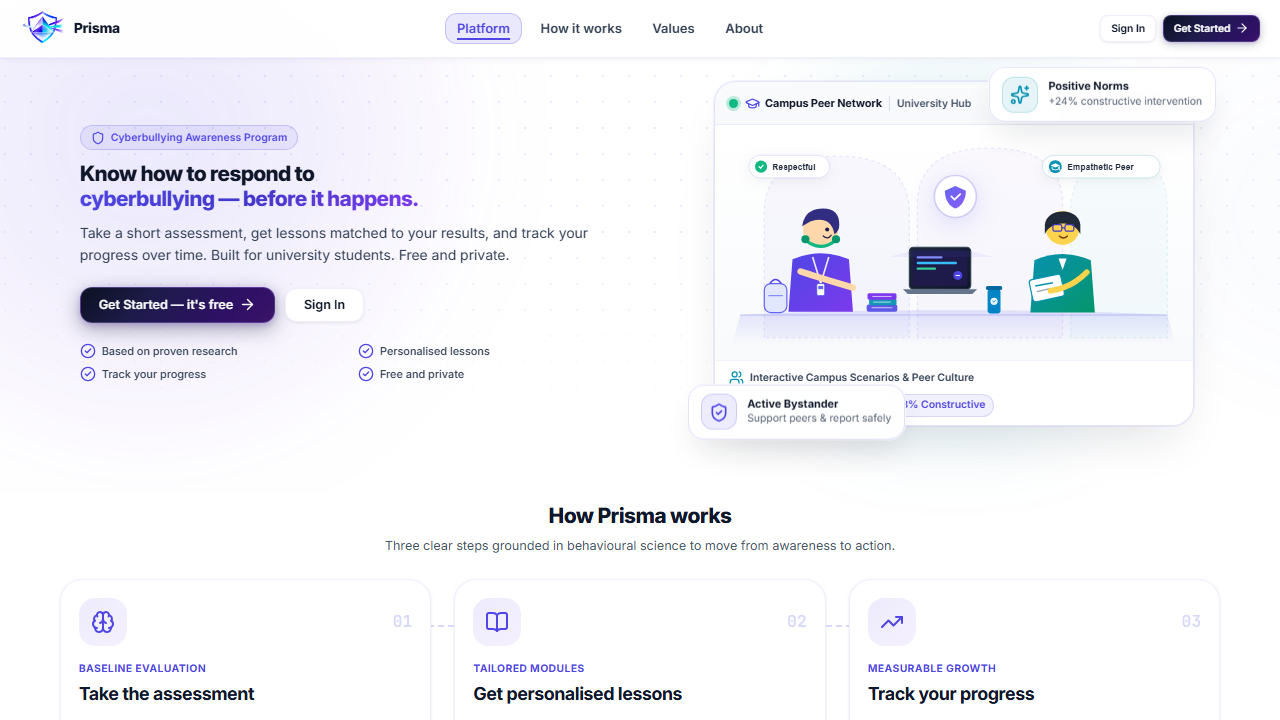 Prisma
Platform
How it works
Values
About
Sign In
Get Started
Cyberbullying Awareness Program
Know how to respond to
cyberbullying — before it happens.
Take a short assessment, get lessons matched to your results, and track your
progress over time. Built for university students. Free and private.
Get Started — it's free
Sign In
Based on proven research
Personalised lessons
Track your progress
Free and private
Campus Peer Network
University Hub
Positive Norms
+24% constructive intervention
Respectful
Empathetic Peer
Interactive Campus Scenarios & Peer Culture
% Constructive
Active Bystander
Support peers & report safely
How Prisma works
Three clear steps grounded in behavioural science to move from awareness to action.
01
BASELINE EVALUATION
Take the assessment
02
TAILORED MODULES
Get personalised lessons
03
MEASURABLE GROWTH
Track your progress